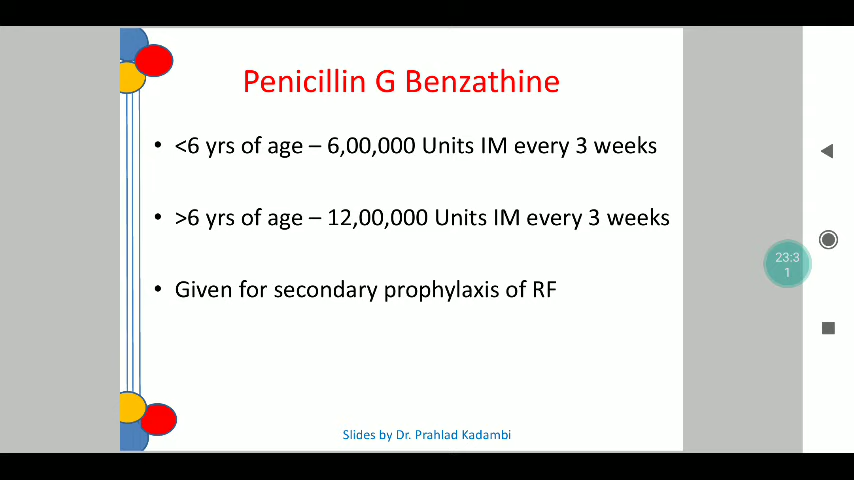 Penicillin G Benzathine
• <6 yrs of age – 6,00,000 Units IM every 3 weeks
• >6 yrs of age – 12,00,000 Units IM every 3 weeks
• Given for secondary prophylaxis of RF
23:3
1
Slides by Dr. Prahlad Kadambi